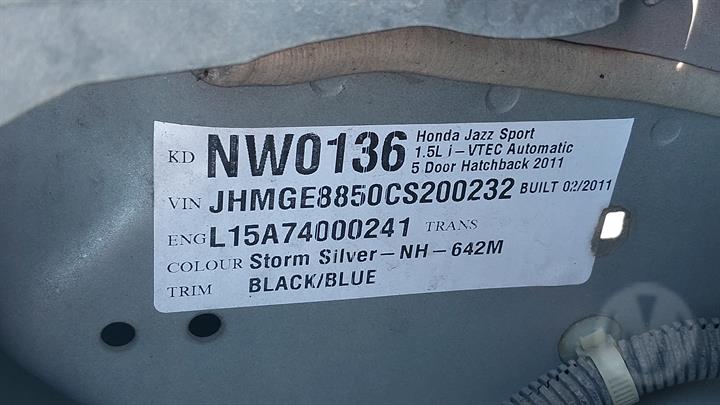 KD NW0136 Honda Jazz Sport
1.5L i-VTEC Automatic
5 Door Hatchback 2011
VIN JHMGE8850CS200232 BUILT 02/2011
ENG L15A74000241 TRANS
COLOUR Storm Silver-NH-642M
TRIM BLACK/BLUE